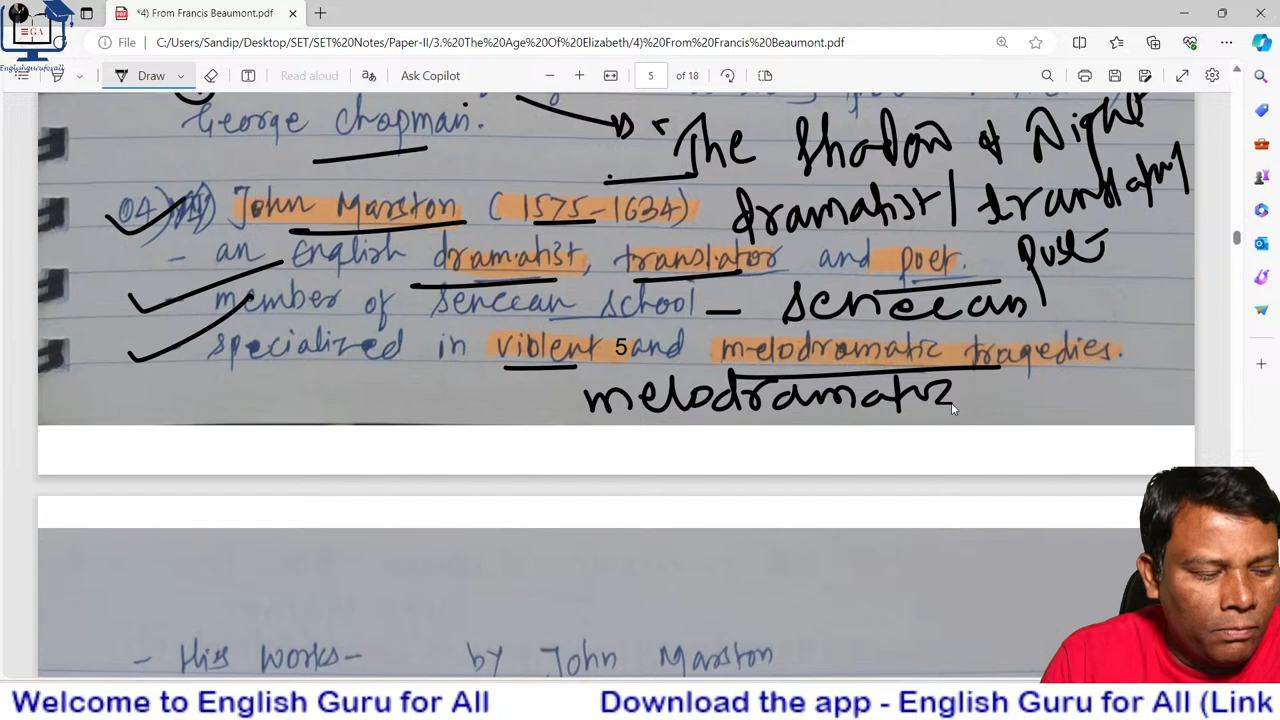 *4) From Francis Beaumont.pdf
File
C:/Users/Sandip/Desktop/SET/SET%20Notes/Paper-II/3.%20The%20Age%20Of%20Elizabeth/4)%20From%20Francis%20Beaumont.pdf
Draw
Read aloud
Ask Copilot
5 of 18
EGA
Englishguruforall
George Chapman.
"The Shadow & Night
04) John Marston (1575-1634)
dramatist / translator/
- an English dramatist, translator and poet.
poet
- member of Senecan school
- Senecan
specialized in violent and melodramatic tragedies.
5
melodramatic
- His works- by John Marston
Welcome to English Guru for All
Download the app - English Guru for All (Link